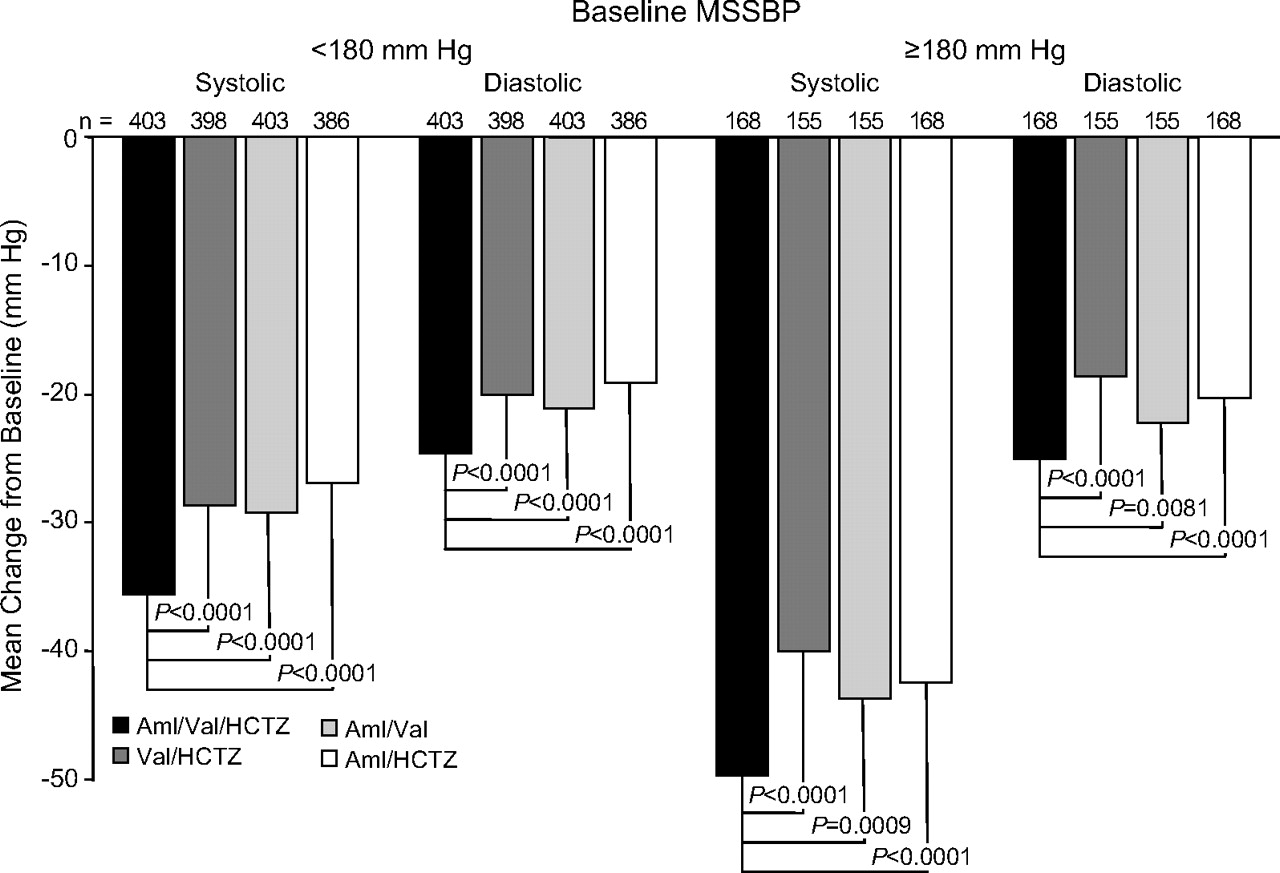 Baseline MSSBP
<180 mm Hg ≥180 mm Hg
Systolic Diastolic Systolic Diastolic
n = 403 398 403 386 403 398 403 386 168 155 155 168 168 155 155 168
Mean Change from Baseline (mm Hg)
0
-10
-20
-30
-40
-50
P<0.0001
P<0.0001
P<0.0001
P<0.0001
P<0.0001
P<0.0001
P<0.0001
P=0.0009
P<0.0001
P<0.0001
P=0.0081
P<0.0001
Aml/Val/HCTZ Aml/Val
Val/HCTZ Aml/HCTZ